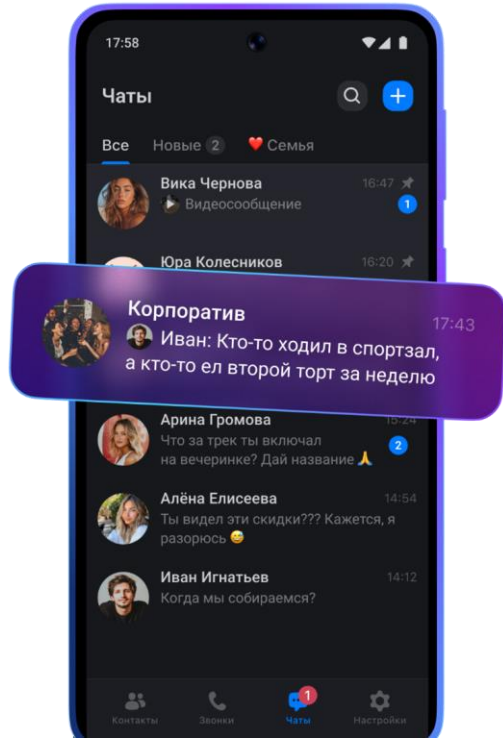 17:58
Чаты
Все Новые 2 ❤️ Семья
Вика Чернова 16:47
Видеосообщение 1
Юра Колесников 16:20
Корпоратив 17:43
Иван: Кто-то ходил в спортзал,
а кто-то ел второй торт за неделю
Арина Громова 15:24
Что за трек ты включал
на вечеринке? Дай название 🙏 2
Алёна Елисеева 14:54
Ты видел эти скидки??? Кажется, я
разорюсь 😅
Иван Игнатьев 14:12
Когда мы собираемся?
1
Контакты Звонки Чаты Настройки